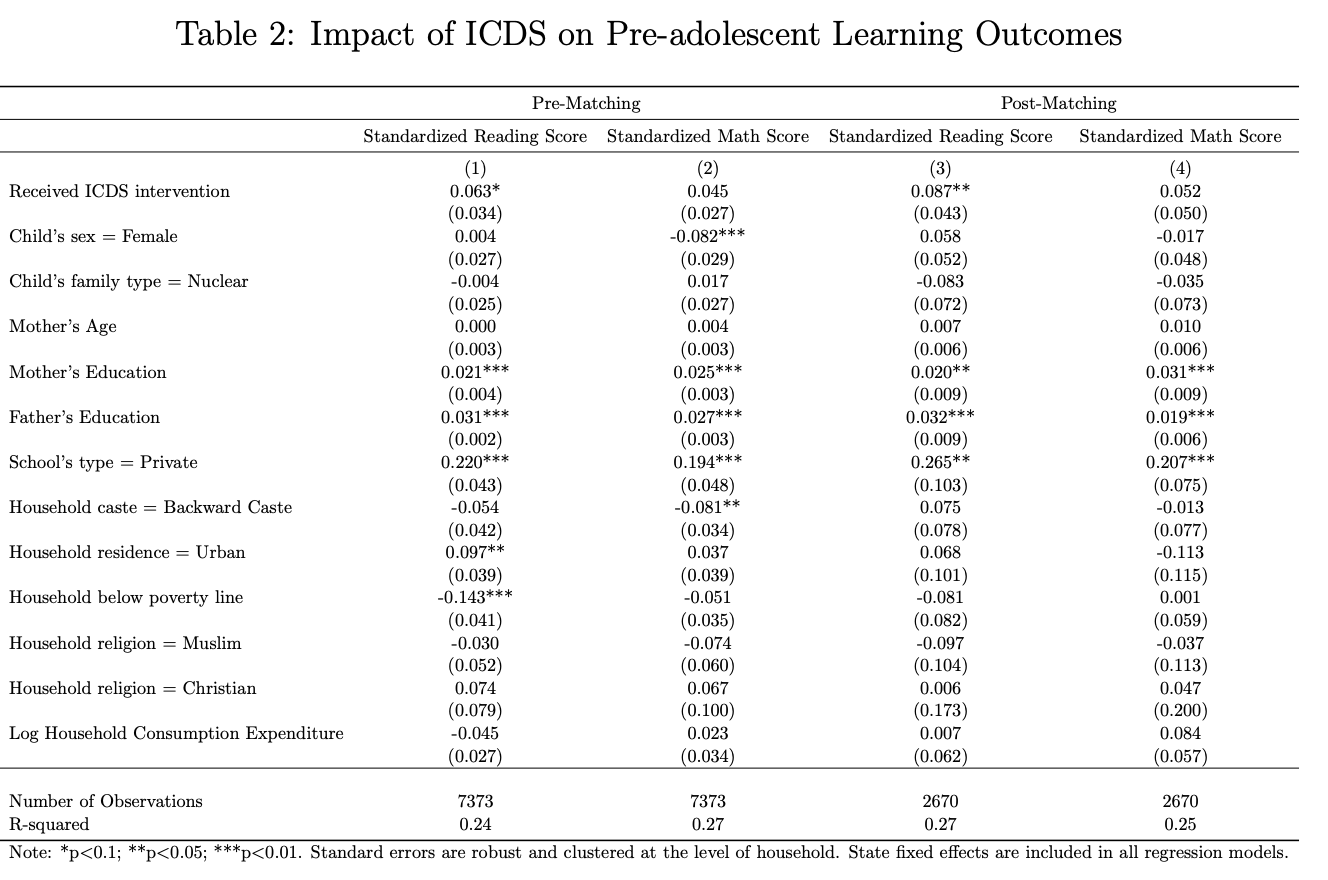 Table 2: Impact of ICDS on Pre-adolescent Learning Outcomes
Pre-Matching Post-Matching
Standardized Reading Score Standardized Math Score Standardized Reading Score Standardized Math Score
(1) (2) (3) (4)
Received ICDS intervention 0.063* 0.045 0.087** 0.052
(0.034) (0.027) (0.043) (0.050)
Child's sex = Female 0.004 -0.082*** 0.058 -0.017
(0.027) (0.029) (0.052) (0.048)
Child's family type = Nuclear -0.004 0.017 -0.083 -0.035
(0.025) (0.027) (0.072) (0.073)
Mother's Age 0.000 0.004 0.007 0.010
(0.003) (0.003) (0.006) (0.006)
Mother's Education 0.021*** 0.025*** 0.020** 0.031***
(0.004) (0.003) (0.009) (0.009)
Father's Education 0.031*** 0.027*** 0.032*** 0.019***
(0.002) (0.003) (0.009) (0.006)
School's type = Private 0.220*** 0.194*** 0.265** 0.207***
(0.043) (0.048) (0.103) (0.075)
Household caste = Backward Caste -0.054 -0.081** 0.075 -0.013
(0.042) (0.034) (0.078) (0.077)
Household residence = Urban 0.097** 0.037 0.068 -0.113
(0.039) (0.039) (0.101) (0.115)
Household below poverty line -0.143*** -0.051 -0.081 0.001
(0.041) (0.035) (0.082) (0.059)
Household religion = Muslim -0.030 -0.074 -0.097 -0.037
(0.052) (0.060) (0.104) (0.113)
Household religion = Christian 0.074 0.067 0.006 0.047
(0.079) (0.100) (0.173) (0.200)
Log Household Consumption Expenditure -0.045 0.023 0.007 0.084
(0.027) (0.034) (0.062) (0.057)
Number of Observations 7373 7373 2670 2670
R-squared 0.24 0.27 0.27 0.25
Note: *p<0.1; **p<0.05; ***p<0.01. Standard errors are robust and clustered at the level of household. State fixed effects are included in all regression models.